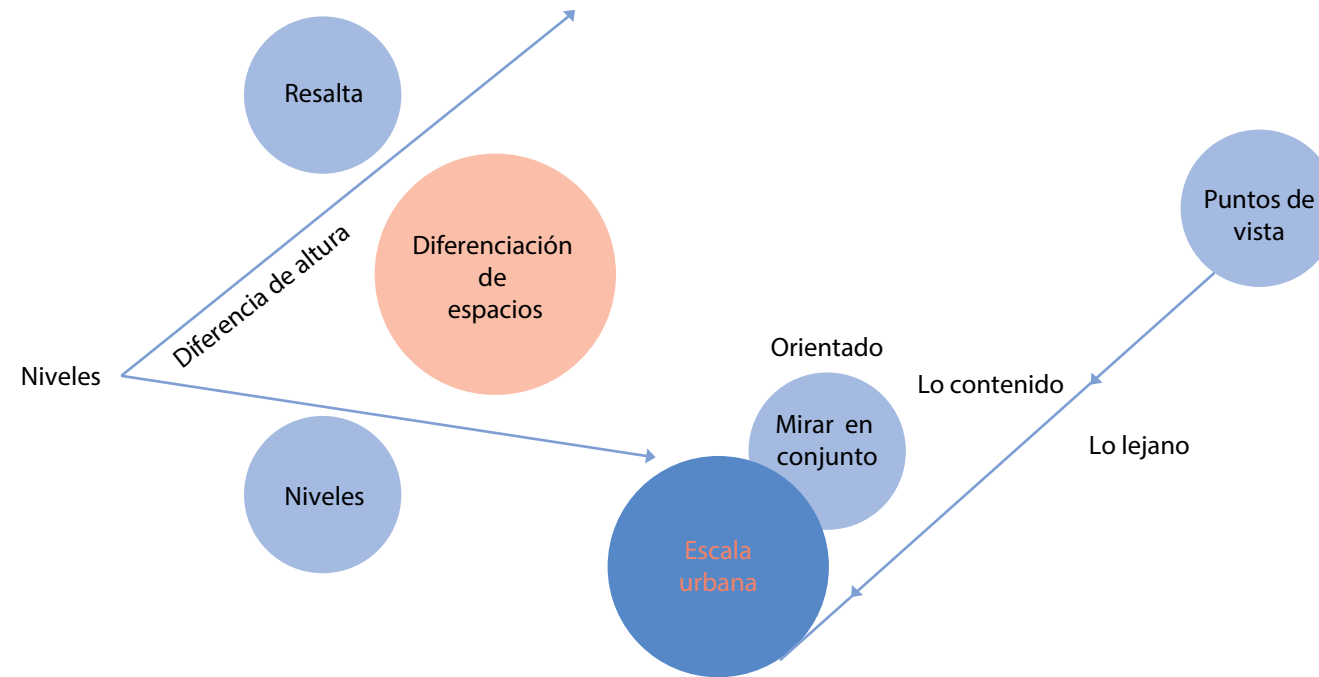 Resalta
Diferencia de altura
Diferenciación
de
espacios
Niveles
Niveles
Puntos de
vista
Orientado
Mirar en
conjunto
Lo contenido
Lo lejano
Escala
urbana